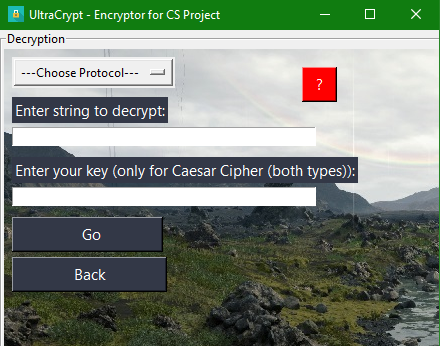 UltraCrypt - Encryptor for CS Project
Decryption
---Choose Protocol---
?
Enter string to decrypt:
Enter your key (only for Caesar Cipher (both types)):
Go
Back